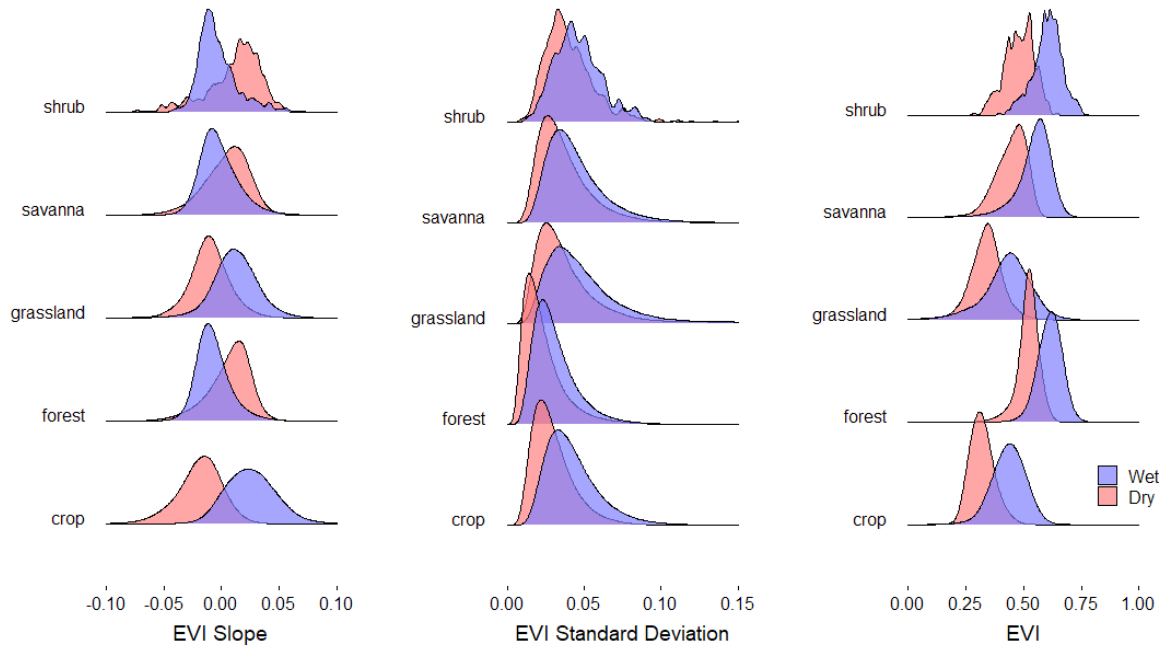 shrub
savanna
grassland
forest
crop
-0.10 -0.05 0.00 0.05 0.10
EVI Slope
shrub
savanna
grassland
forest
crop
0.00 0.05 0.10 0.15
EVI Standard Deviation
shrub
savanna
grassland
forest
crop
Wet
Dry
0.00 0.25 0.50 0.75 1.00
EVI